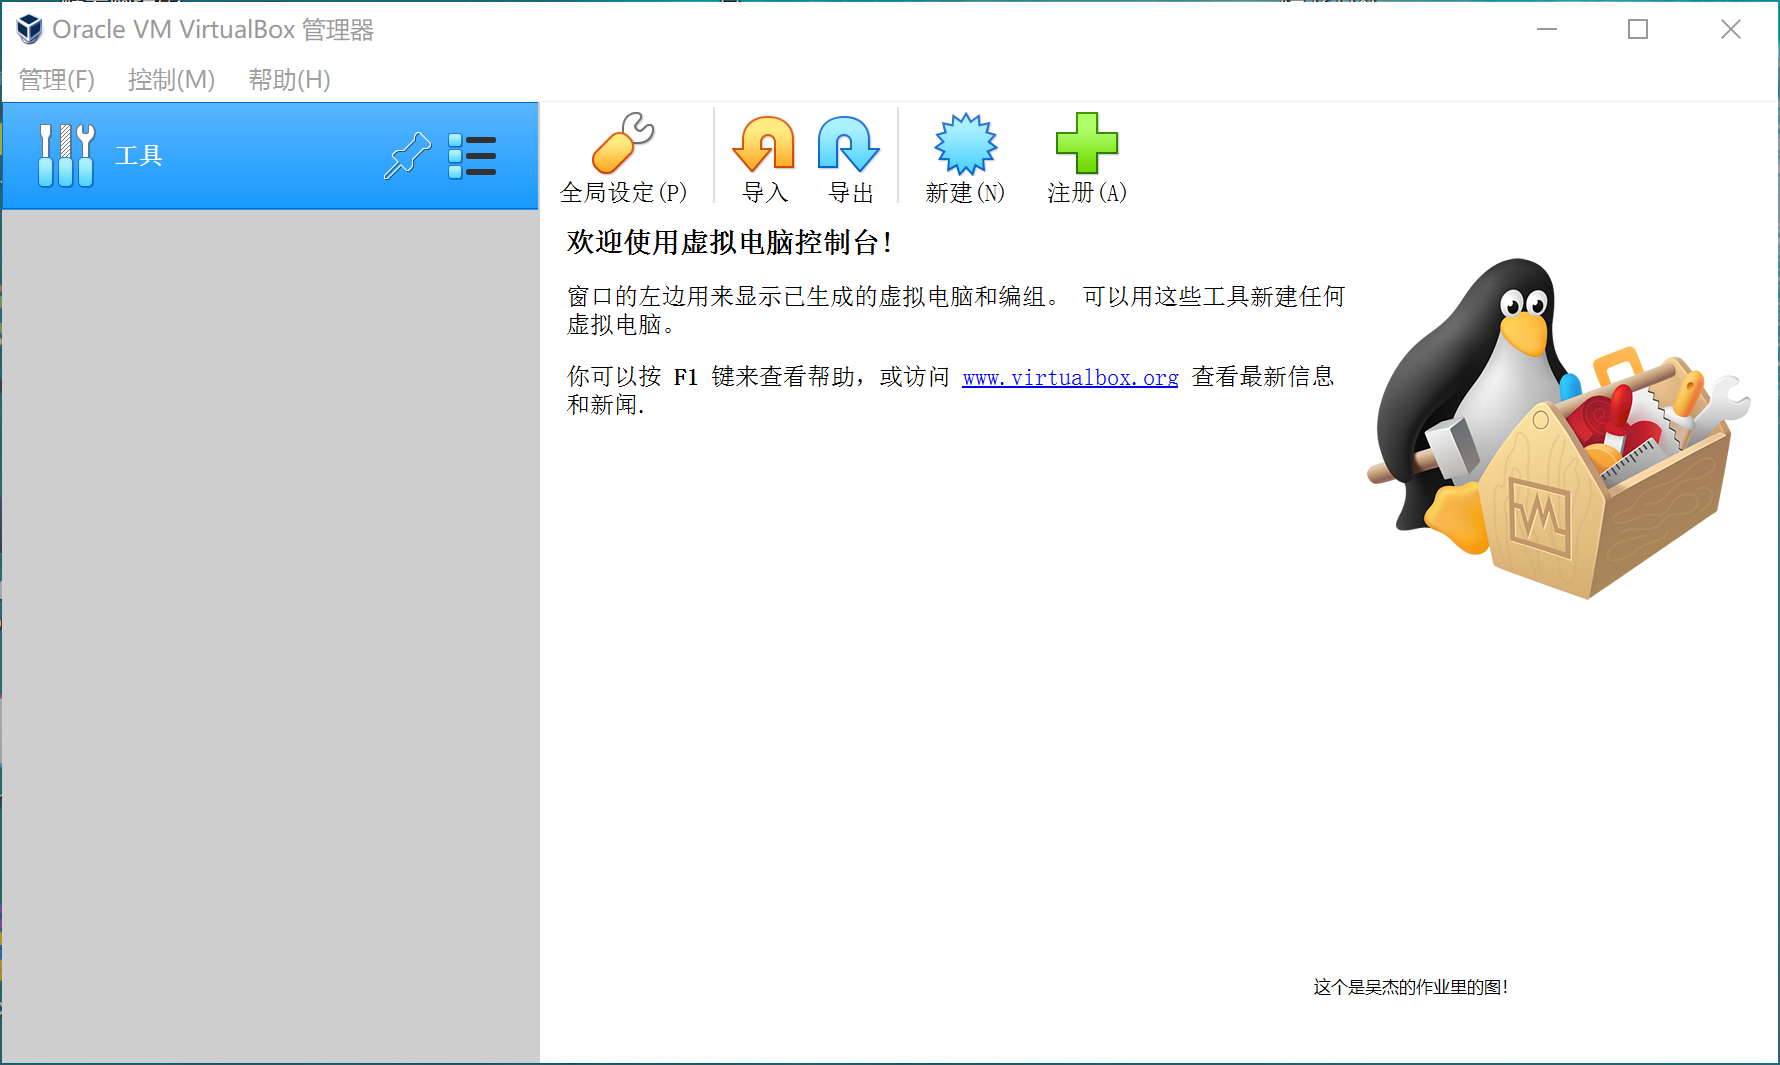 Oracle VM VirtualBox 管理器
管理(F) 控制(M) 帮助(H)
工具
全局设定(P) 导入 导出 新建(N) 注册(A)
欢迎使用虚拟电脑控制台!
窗口的左边用来显示已生成的虚拟电脑和编组。 可以用这些工具新建任何
虚拟电脑。
你可以按 F1 键来查看帮助，或访问 www.virtualbox.org 查看最新信息
和新闻.
这个是吴杰的作业里的图!